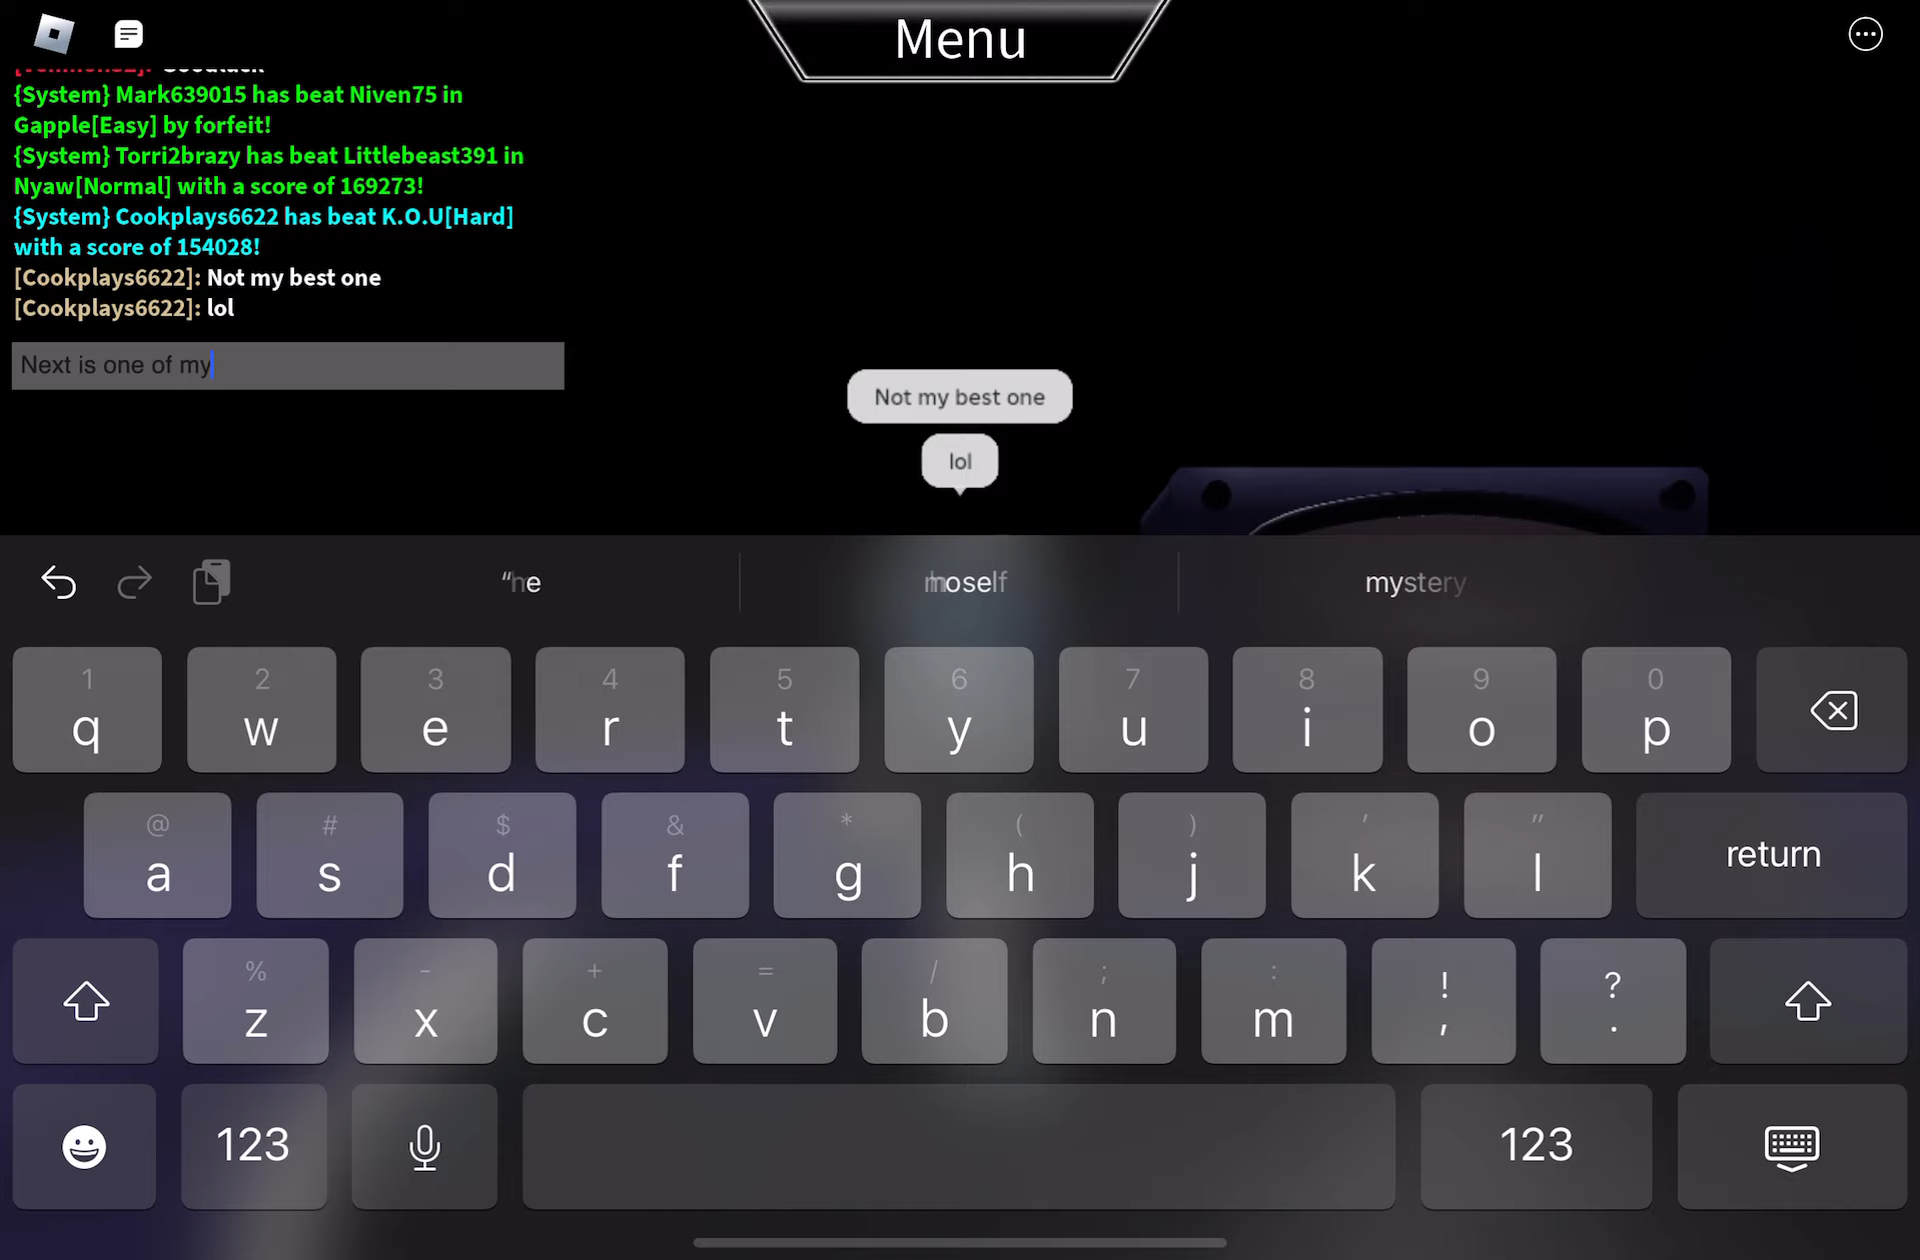 Menu
{System} Mark639015 has beat Niven75 in
Gapple[Easy] by forfeit!
{System} Torri2brazy has beat Littlebeast391 in
Nyaw[Normal] with a score of 169273!
{System} Cookplays6622 has beat K.O.U[Hard]
with a score of 154028!
[Cookplays6622]: Not my best one
[Cookplays6622]: lol
Next is one of my
Not my best one
lol
mystery
1 2 3 4 5 6 7 8 9 0
q w e r t y u i o p
@ # $ & * ( ) ' "
a s d f g h j k l return
% - + = / ; : ! ?
z x c v b n m , .
123 123